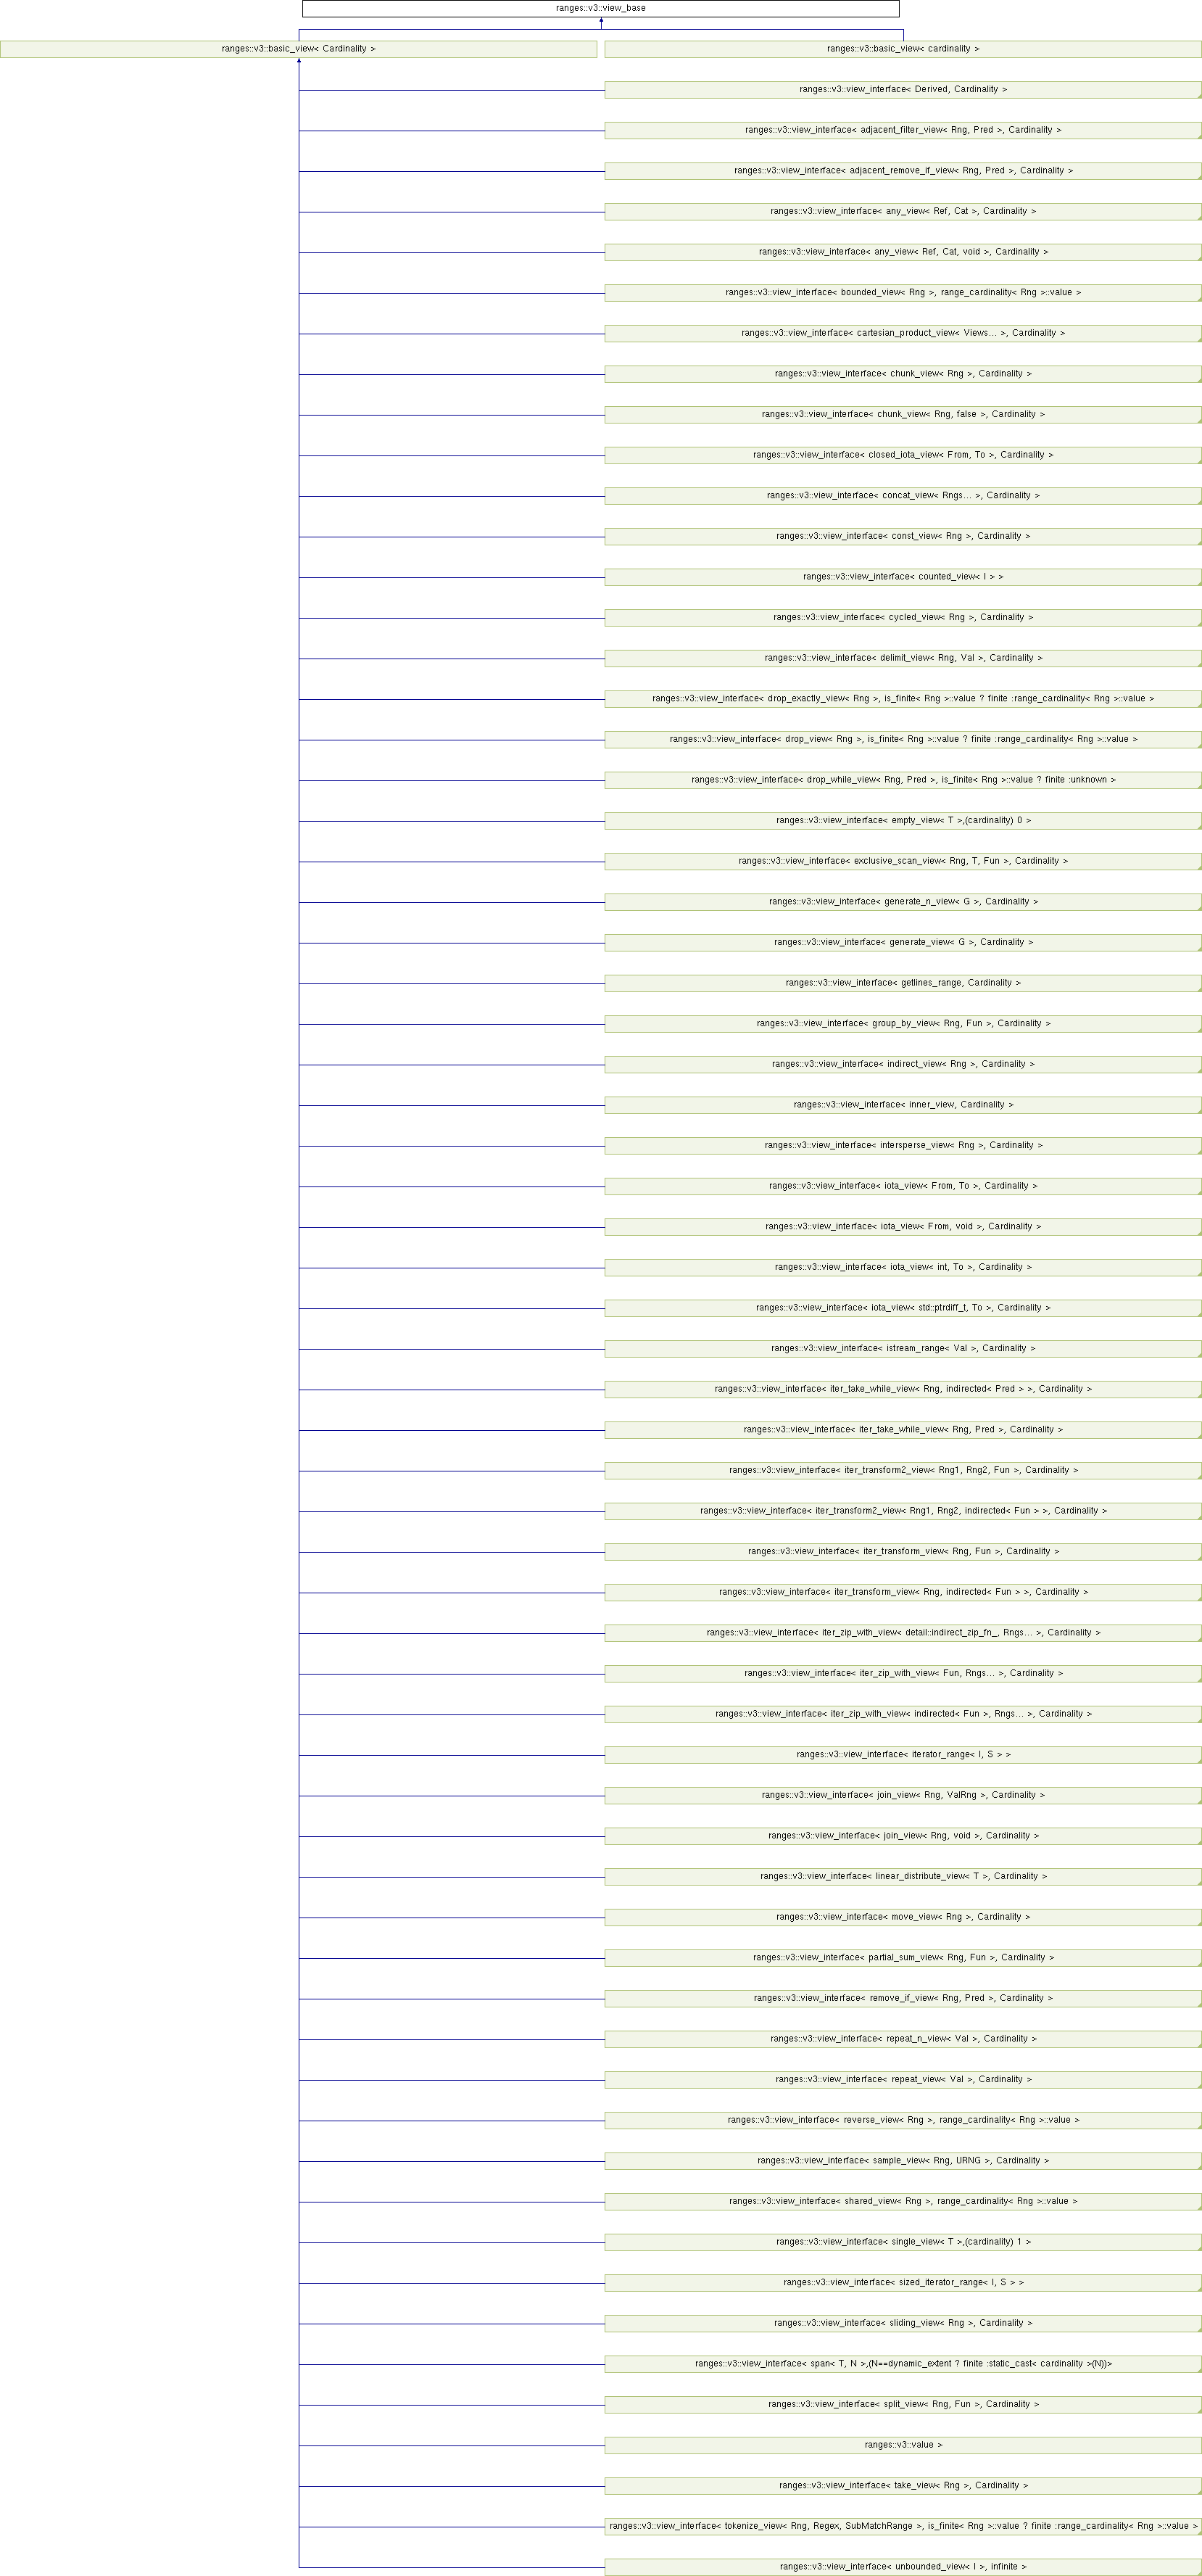 ranges::v3::view_base
ranges::v3::basic_view< Cardinality >
ranges::v3::basic_view< cardinality >
ranges::v3::view_interface< Derived, Cardinality >
ranges::v3::view_interface< adjacent_filter_view< Rng, Pred >, Cardinality >
ranges::v3::view_interface< adjacent_remove_if_view< Rng, Pred >, Cardinality >
ranges::v3::view_interface< any_view< Ref, Cat >, Cardinality >
ranges::v3::view_interface< any_view< Ref, Cat, void >, Cardinality >
ranges::v3::view_interface< bounded_view< Rng >, range_cardinality< Rng >::value >
ranges::v3::view_interface< cartesian_product_view< Views... >, Cardinality >
ranges::v3::view_interface< chunk_view< Rng >, Cardinality >
ranges::v3::view_interface< chunk_view< Rng, false >, Cardinality >
ranges::v3::view_interface< closed_iota_view< From, To >, Cardinality >
ranges::v3::view_interface< concat_view< Rngs... >, Cardinality >
ranges::v3::view_interface< const_view< Rng >, Cardinality >
ranges::v3::view_interface< counted_view< I > >
ranges::v3::view_interface< cycled_view< Rng >, Cardinality >
ranges::v3::view_interface< delimit_view< Rng, Val >, Cardinality >
ranges::v3::view_interface< drop_exactly_view< Rng >, is_finite< Rng >::value ? finite :range_cardinality< Rng >::value >
ranges::v3::view_interface< drop_view< Rng >, is_finite< Rng >::value ? finite :range_cardinality< Rng >::value >
ranges::v3::view_interface< drop_while_view< Rng, Pred >, is_finite< Rng >::value ? finite :unknown >
ranges::v3::view_interface< empty_view< T >,(cardinality) 0 >
ranges::v3::view_interface< exclusive_scan_view< Rng, T, Fun >, Cardinality >
ranges::v3::view_interface< generate_n_view< G >, Cardinality >
ranges::v3::view_interface< generate_view< G >, Cardinality >
ranges::v3::view_interface< getlines_range, Cardinality >
ranges::v3::view_interface< group_by_view< Rng, Fun >, Cardinality >
ranges::v3::view_interface< indirect_view< Rng >, Cardinality >
ranges::v3::view_interface< inner_view, Cardinality >
ranges::v3::view_interface< intersperse_view< Rng >, Cardinality >
ranges::v3::view_interface< iota_view< From, To >, Cardinality >
ranges::v3::view_interface< iota_view< From, void >, Cardinality >
ranges::v3::view_interface< iota_view< int, To >, Cardinality >
ranges::v3::view_interface< iota_view< std::ptrdiff_t, To >, Cardinality >
ranges::v3::view_interface< istream_range< Val >, Cardinality >
ranges::v3::view_interface< iter_take_while_view< Rng, indirected< Pred > >, Cardinality >
ranges::v3::view_interface< iter_take_while_view< Rng, Pred >, Cardinality >
ranges::v3::view_interface< iter_transform2_view< Rng1, Rng2, Fun >, Cardinality >
ranges::v3::view_interface< iter_transform2_view< Rng1, Rng2, indirected< Fun > >, Cardinality >
ranges::v3::view_interface< iter_transform_view< Rng, Fun >, Cardinality >
ranges::v3::view_interface< iter_transform_view< Rng, indirected< Fun > >, Cardinality >
ranges::v3::view_interface< iter_zip_with_view< detail::indirect_zip_fn_, Rngs... >, Cardinality >
ranges::v3::view_interface< iter_zip_with_view< Fun, Rngs... >, Cardinality >
ranges::v3::view_interface< iter_zip_with_view< indirected< Fun >, Rngs... >, Cardinality >
ranges::v3::view_interface< iterator_range< I, S > >
ranges::v3::view_interface< join_view< Rng, ValRng >, Cardinality >
ranges::v3::view_interface< join_view< Rng, void >, Cardinality >
ranges::v3::view_interface< linear_distribute_view< T >, Cardinality >
ranges::v3::view_interface< move_view< Rng >, Cardinality >
ranges::v3::view_interface< partial_sum_view< Rng, Fun >, Cardinality >
ranges::v3::view_interface< remove_if_view< Rng, Pred >, Cardinality >
ranges::v3::view_interface< repeat_n_view< Val >, Cardinality >
ranges::v3::view_interface< repeat_view< Val >, Cardinality >
ranges::v3::view_interface< reverse_view< Rng >, range_cardinality< Rng >::value >
ranges::v3::view_interface< sample_view< Rng, URNG >, Cardinality >
ranges::v3::view_interface< shared_view< Rng >, range_cardinality< Rng >::value >
ranges::v3::view_interface< single_view< T >,(cardinality) 1 >
ranges::v3::view_interface< sized_iterator_range< I, S > >
ranges::v3::view_interface< sliding_view< Rng >, Cardinality >
ranges::v3::view_interface< span< T, N >,(N==dynamic_extent ? finite :static_cast< cardinality >(N))>
ranges::v3::view_interface< split_view< Rng, Fun >, Cardinality >
ranges::v3::value >
ranges::v3::view_interface< take_view< Rng >, Cardinality >
ranges::v3::view_interface< tokenize_view< Rng, Regex, SubMatchRange >, is_finite< Rng >::value ? finite :range_cardinality< Rng >::value >
ranges::v3::view_interface< unbounded_view< I >, infinite >